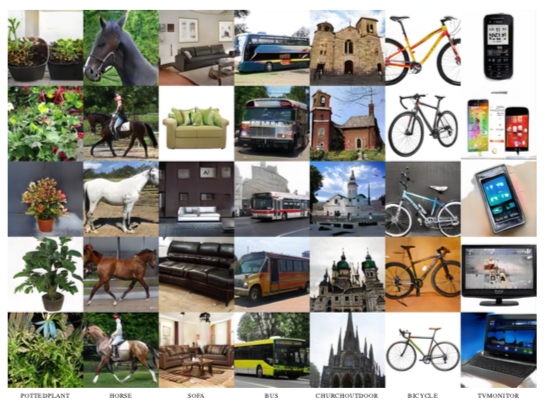 POTTEDPLANT HORSE SOFA BUS CHURCHOUTDOOR BICYCLE TVMONITOR